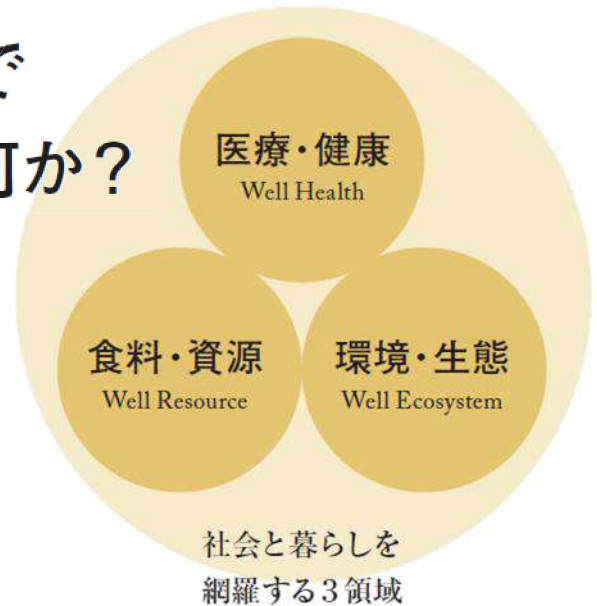 で
何か？
医療・健康
Well Health
食料・資源
Well Resource
環境・生態
Well Ecosystem
社会と暮らしを
網羅する3領域